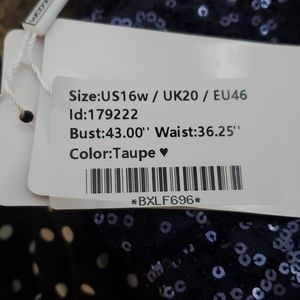 Size:US16w / UK20 / EU46
Id:179222
Bust:43.00'' Waist:36.25''
Color:Taupe ♥
*BXLF696*